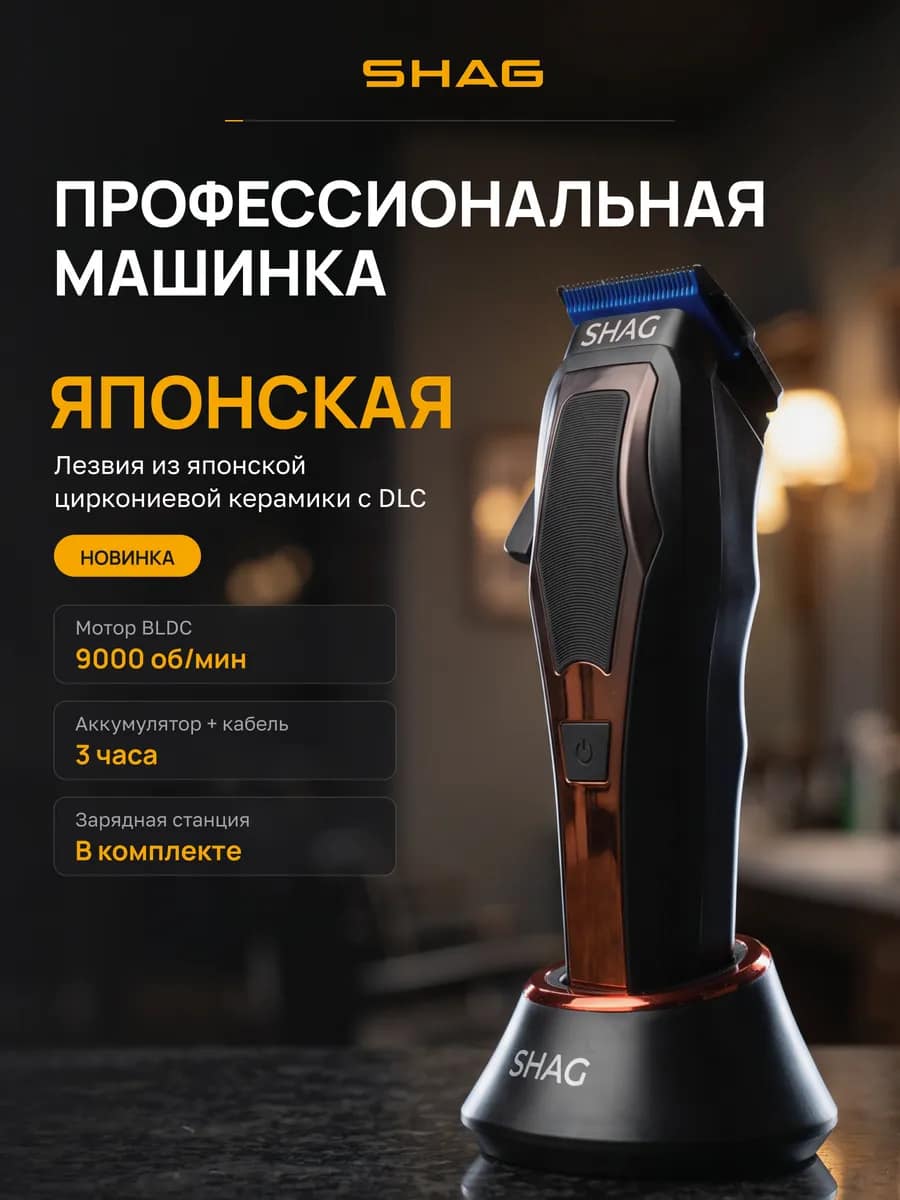 SHAG
ПРОФЕССИОНАЛЬНАЯ
МАШИНКА
ЯПОНСКАЯ
Лезвия из японской
циркониевой керамики с DLC
НОВИНКА
Мотор BLDC
9000 об/мин
Аккумулятор + кабель
3 часа
Зарядная станция
В комплекте
SHAG
SHAG